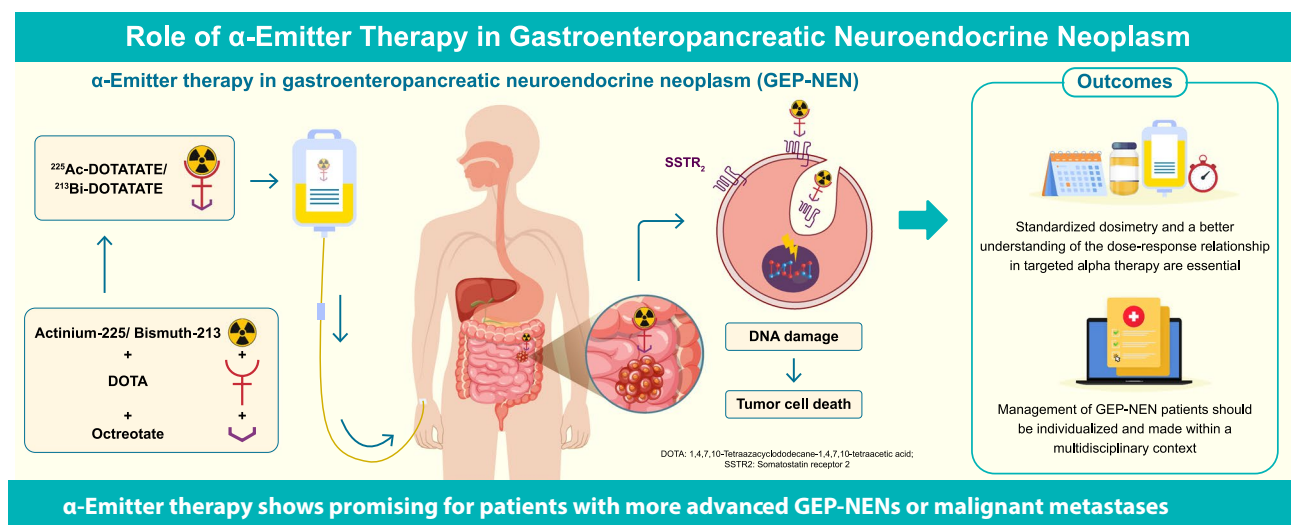 Role of α-Emitter Therapy in Gastroenteropancreatic Neuroendocrine Neoplasm
α-Emitter therapy in gastroenteropancreatic neuroendocrine neoplasm (GEP-NEN)
²²⁵Ac-DOTATATE/
²¹³Bi-DOTATATE
Actinium-225/ Bismuth-213
+ +
DOTA
+ +
Octreotate
SSTR₂
DNA damage
Tumor cell death
DOTA: 1,4,7,10-Tetraazacyclododecane-1,4,7,10-tetraacetic acid;
SSTR2: Somatostatin receptor 2
Outcomes
Standardized dosimetry and a better
understanding of the dose-response relationship
in targeted alpha therapy are essential
Management of GEP-NEN patients should
be individualized and made within a
multidisciplinary context
α-Emitter therapy shows promising for patients with more advanced GEP-NENs or malignant metastases